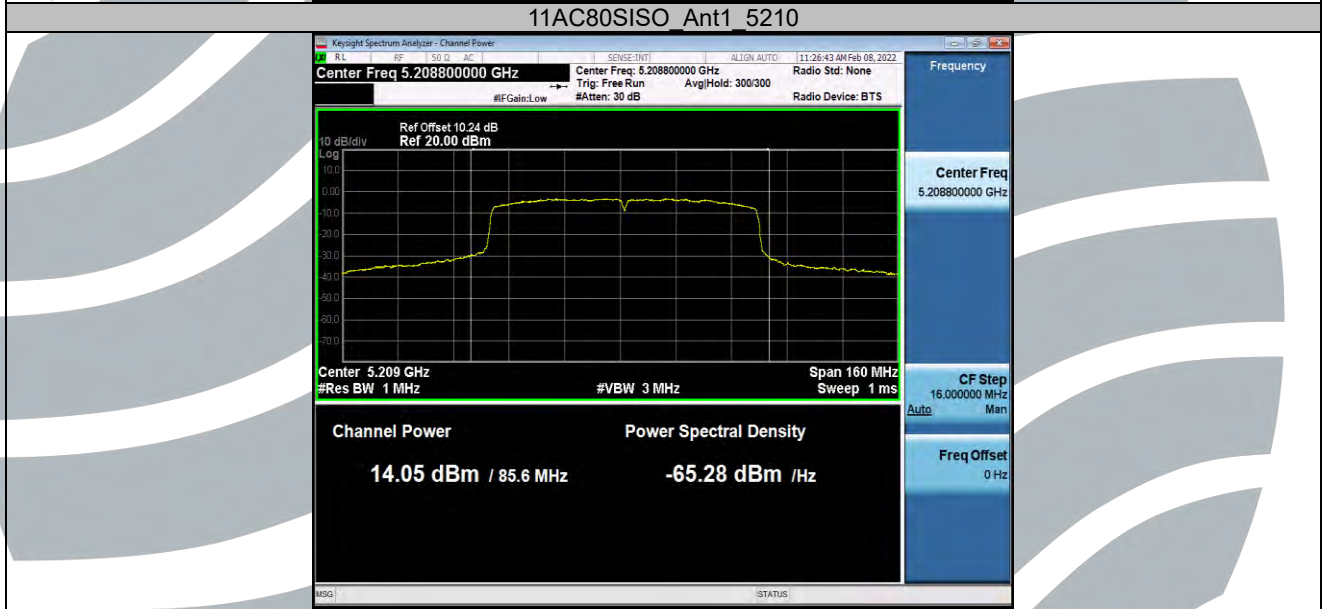 11AC80SISO_Ant1_5210
Keysight Spectrum Analyzer - Channel Power
RL RF 50 Ω AC SENSE:INT ALIGN AUTO 11:26:43 AM Feb 08, 2022
Center Freq 5.208800000 GHz
Center Freq: 5.208800000 GHz Radio Std: None
Trig: Free Run Avg|Hold: 300/300
#IFGain:Low #Atten: 30 dB Radio Device: BTS
Ref Offset 10.24 dB
10 dB/div Ref 20.00 dBm
Log
10.0
0.00
-10.0
-20.0
-30.0
-40.0
-50.0
-60.0
-70.0
Center 5.209 GHz Span 160 MHz
#Res BW 1 MHz #VBW 3 MHz Sweep 1 ms
Channel Power Power Spectral Density
14.05 dBm / 85.6 MHz -65.28 dBm /Hz
MSG STATUS
Frequency
Center Freq
5.208800000 GHz
CF Step
16.000000 MHz
Auto Man
Freq Offset
0 Hz